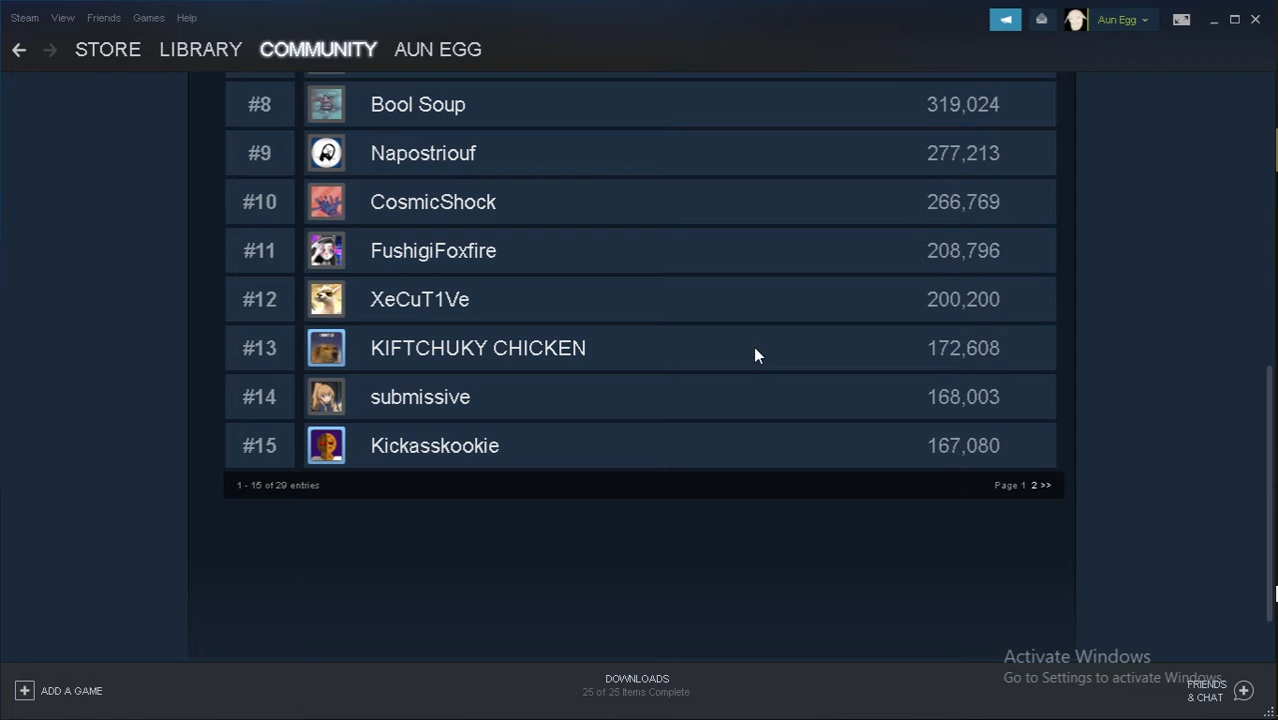 Steam View Friends Games Help
Aun Egg
STORE LIBRARY COMMUNITY AUN EGG
#8 Bool Soup 319,024
#9 Napostriouf 277,213
#10 CosmicShock 266,769
#11 FushigiFoxfire 208,796
#12 XeCuT1Ve 200,200
#13 KIFTCHUKY CHICKEN 172,608
#14 submissive 168,003
#15 Kickasskookie 167,080
1 - 15 of 29 entries Page 1 2 >>
Activate Windows
Go to Settings to activate Windows.
ADD A GAME
DOWNLOADS
25 of 25 Items Complete
FRIENDS
& CHAT